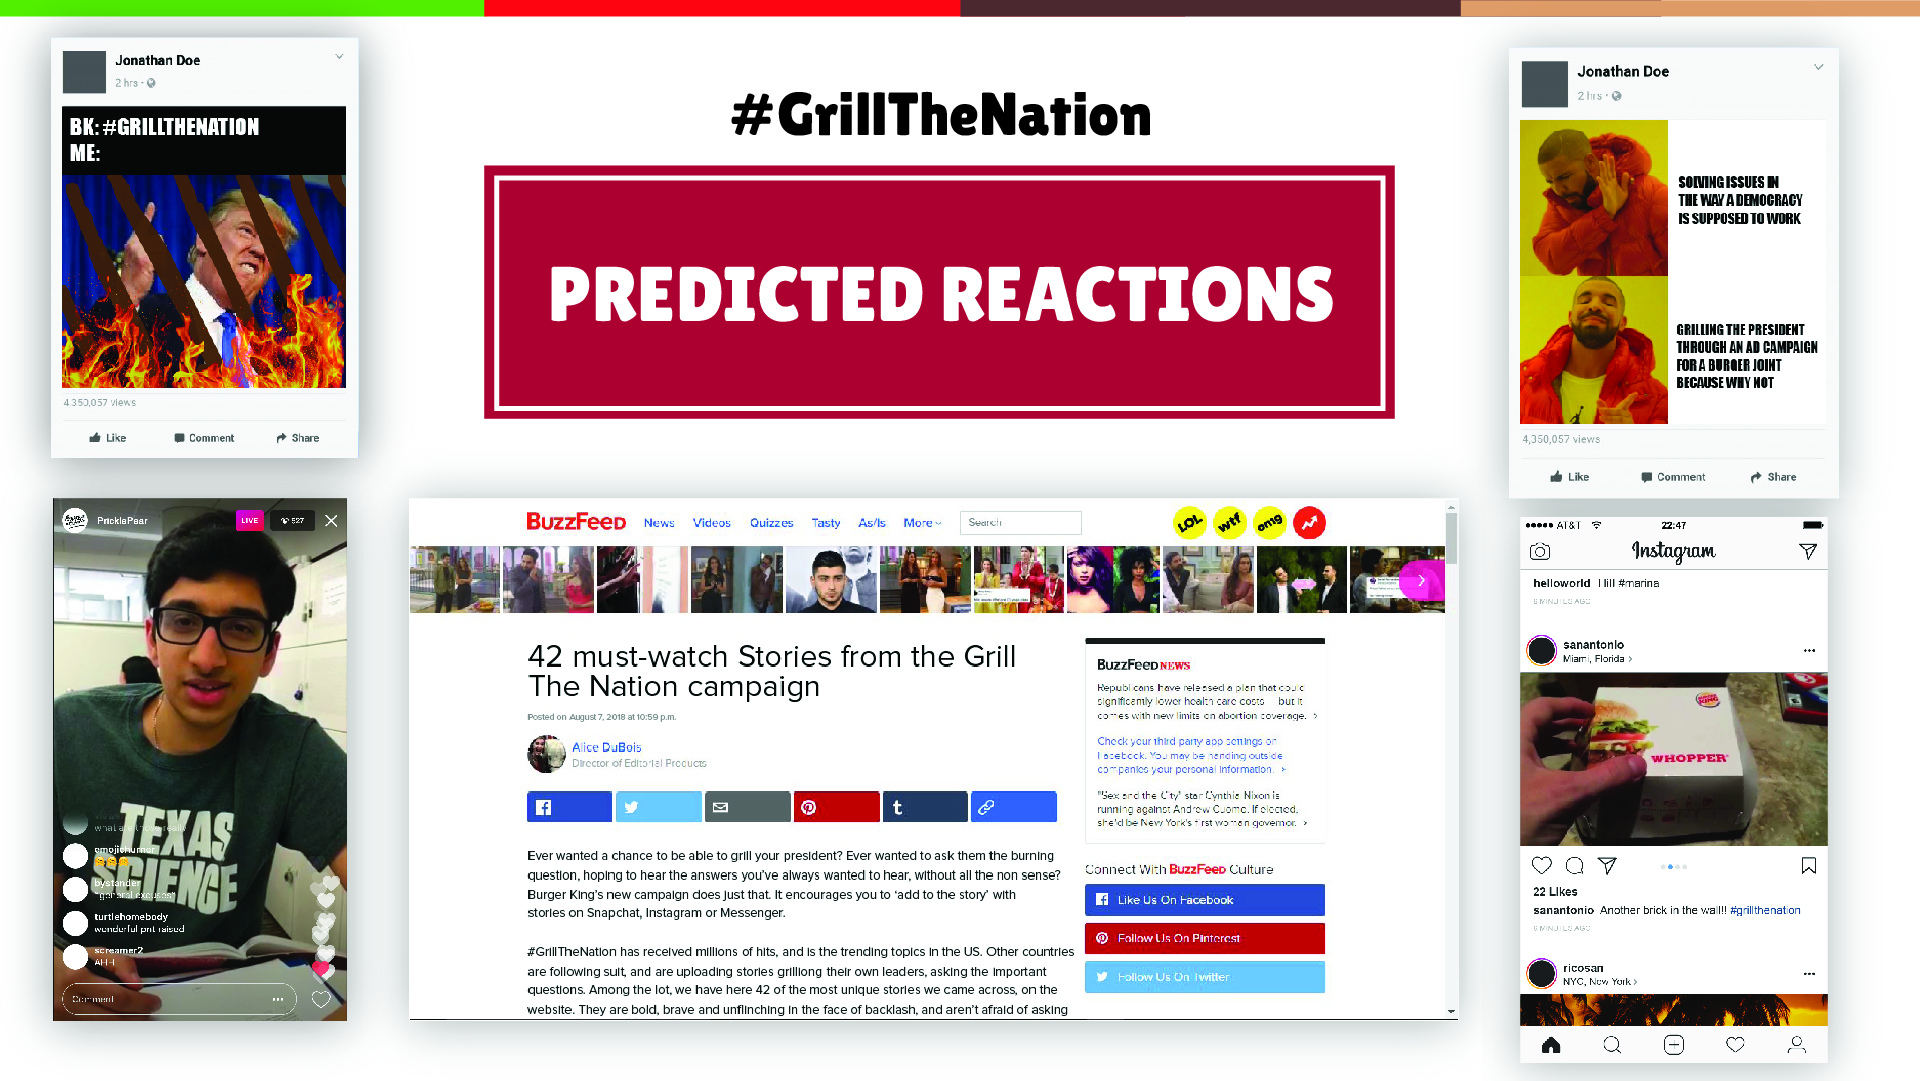 #GrillTheNation
PREDICTED REACTIONS
Jonathan Doe
2 hrs ·
BK: #GRILLTHENATION
ME:
4,350,057 views
Like Comment Share
Jonathan Doe
2 hrs ·
SOLVING ISSUES IN
THE WAY A DEMOCRACY
IS SUPPOSED TO WORK
GRILLING THE PRESIDENT
THROUGH AN AD CAMPAIGN
FOR A BURGER JOINT
BECAUSE WHY NOT
4,350,057 views
Like Comment Share
PricklaPaar
LIVE
527
TEXAS
SCIENCE
what are those really
emojichurner
bystander
*general excuses*
turtlehomebody
wonderful pnt raised
screamer2
AHH
Comment
BuzzFeed News Videos Quizzes Tasty As/Is More Search
LOL wtf omg
42 must-watch Stories from the Grill
The Nation campaign
Posted on August 7, 2018 at 10:59 p.m.
Alice DuBois
Director of Editorial Products
Ever wanted a chance to be able to grill your president? Ever wanted to ask them the burning
question, hoping to hear the answers you've always wanted to hear, without all the non sense?
Burger King's new campaign does just that. It encourages you to 'add to the story' with
stories on Snapchat, Instagram or Messenger.
#GrillTheNation has received millions of hits, and is the trending topics in the US. Other countries
are following suit, and are uploading stories grilliong their own leaders, asking the important
questions. Among the lot, we have here 42 of the most unique stories we came across, on the
website. They are bold, brave and unflinching in the face of backlash, and aren't afraid of asking
BuzzFeed NEWS
Republicans have released a plan that could
significantly lower health care costs — but it
comes with new limits on abortion coverage. >
Check your third party app settings on
Facebook. You may be handing outside
companies your personal information. >
"Sex and the City" star Cynthia Nixon is
running against Andrew Cuomo. If elected,
she'd be New York's first woman governor. >
Connect With BuzzFeed Culture
Like Us On Facebook
Follow Us On Pinterest
Follow Us On Twitter
AT&T 22:47
Instagram
helloworld Hill #marina
6 MINUTES AGO
sanantonio
Miami, Florida >
BURGER KING
WHOPPER
22 Likes
sanantonio Another brick in the wall!! #grillthenation
6 MINUTES AGO
ricosan
NYC, New York >